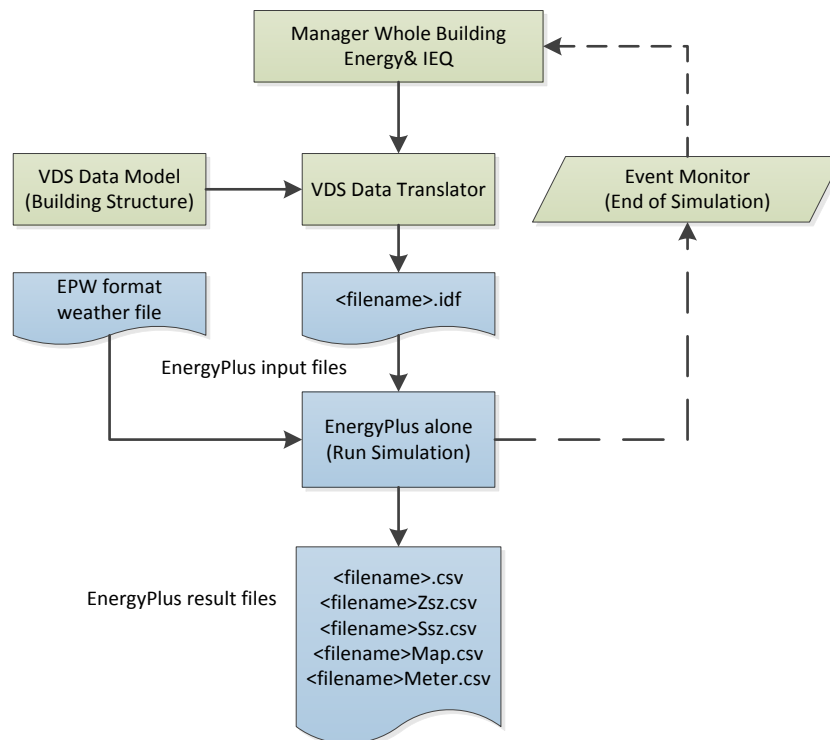 Manager Whole Building
Energy& IEQ
VDS Data Model
(Building Structure)
VDS Data Translator
Event Monitor
(End of Simulation)
EPW format
weather file
<filename>.idf
EnergyPlus input files
EnergyPlus alone
(Run Simulation)
EnergyPlus result files
<filename>.csv
<filename>Zsz.csv
<filename>Ssz.csv
<filename>Map.csv
<filename>Meter.csv